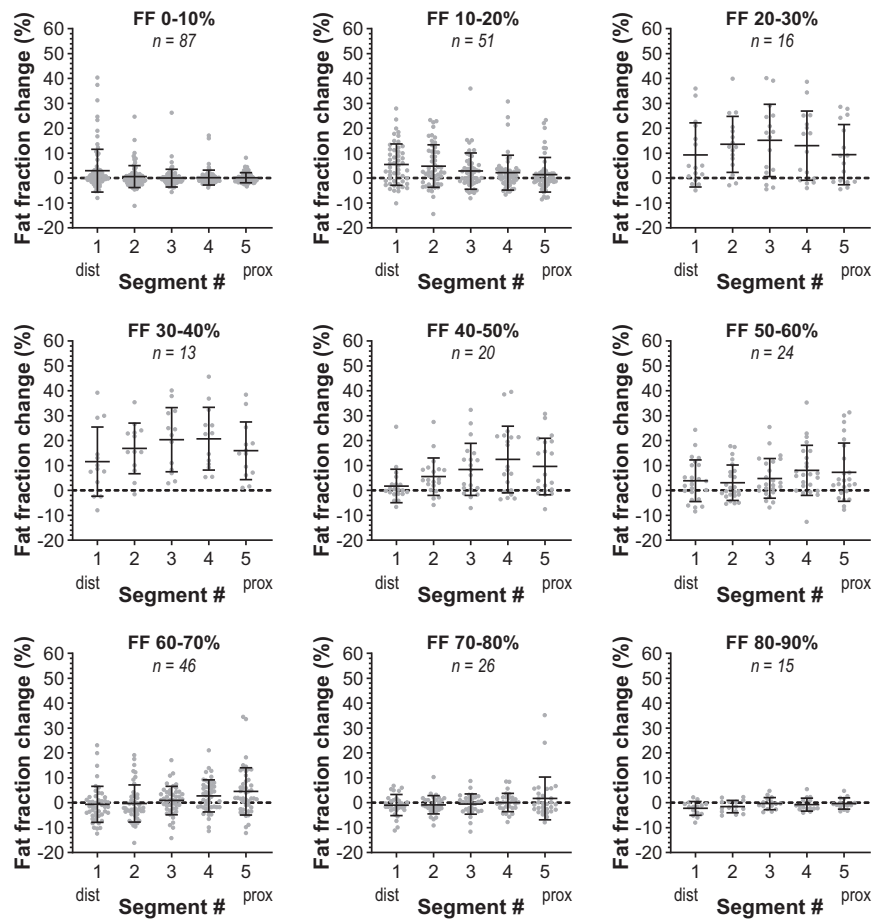 FF 0-10%
n = 87
Fat fraction change (%)
60
50
40
30
20
10
0
-10
-20
1 2 3 4 5
dist prox
Segment #
FF 10-20%
n = 51
Fat fraction change (%)
60
50
40
30
20
10
0
-10
-20
1 2 3 4 5
dist prox
Segment #
FF 20-30%
n = 16
Fat fraction change (%)
60
50
40
30
20
10
0
-10
-20
1 2 3 4 5
dist prox
Segment #
FF 30-40%
n = 13
Fat fraction change (%)
60
50
40
30
20
10
0
-10
-20
1 2 3 4 5
dist prox
Segment #
FF 40-50%
n = 20
Fat fraction change (%)
60
50
40
30
20
10
0
-10
-20
1 2 3 4 5
dist prox
Segment #
FF 50-60%
n = 24
Fat fraction change (%)
60
50
40
30
20
10
0
-10
-20
1 2 3 4 5
dist prox
Segment #
FF 60-70%
n = 46
Fat fraction change (%)
60
50
40
30
20
10
0
-10
-20
1 2 3 4 5
dist prox
Segment #
FF 70-80%
n = 26
Fat fraction change (%)
60
50
40
30
20
10
0
-10
-20
1 2 3 4 5
dist prox
Segment #
FF 80-90%
n = 15
Fat fraction change (%)
60
50
40
30
20
10
0
-10
-20
1 2 3 4 5
dist prox
Segment #